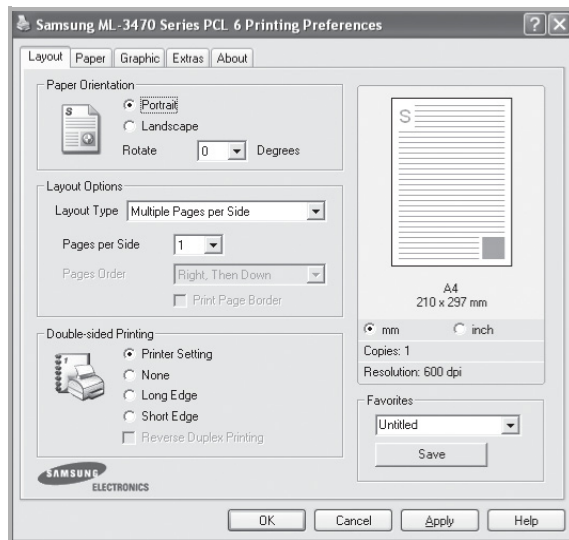 Samsung ML-3470 Series PCL 6 Printing Preferences
Layout Paper Graphic Extras About
Paper Orientation
S
Portrait
Landscape
Rotate 0 Degrees
Layout Options
Layout Type Multiple Pages per Side
Pages per Side 1
Pages Order Right, Then Down
Print Page Border
Double-sided Printing
Printer Setting
None
Long Edge
Short Edge
Reverse Duplex Printing
SAMSUNG
ELECTRONICS
S
A4
210 x 297 mm
mm inch
Copies: 1
Resolution: 600 dpi
Favorites
Untitled
Save
OK Cancel Apply Help